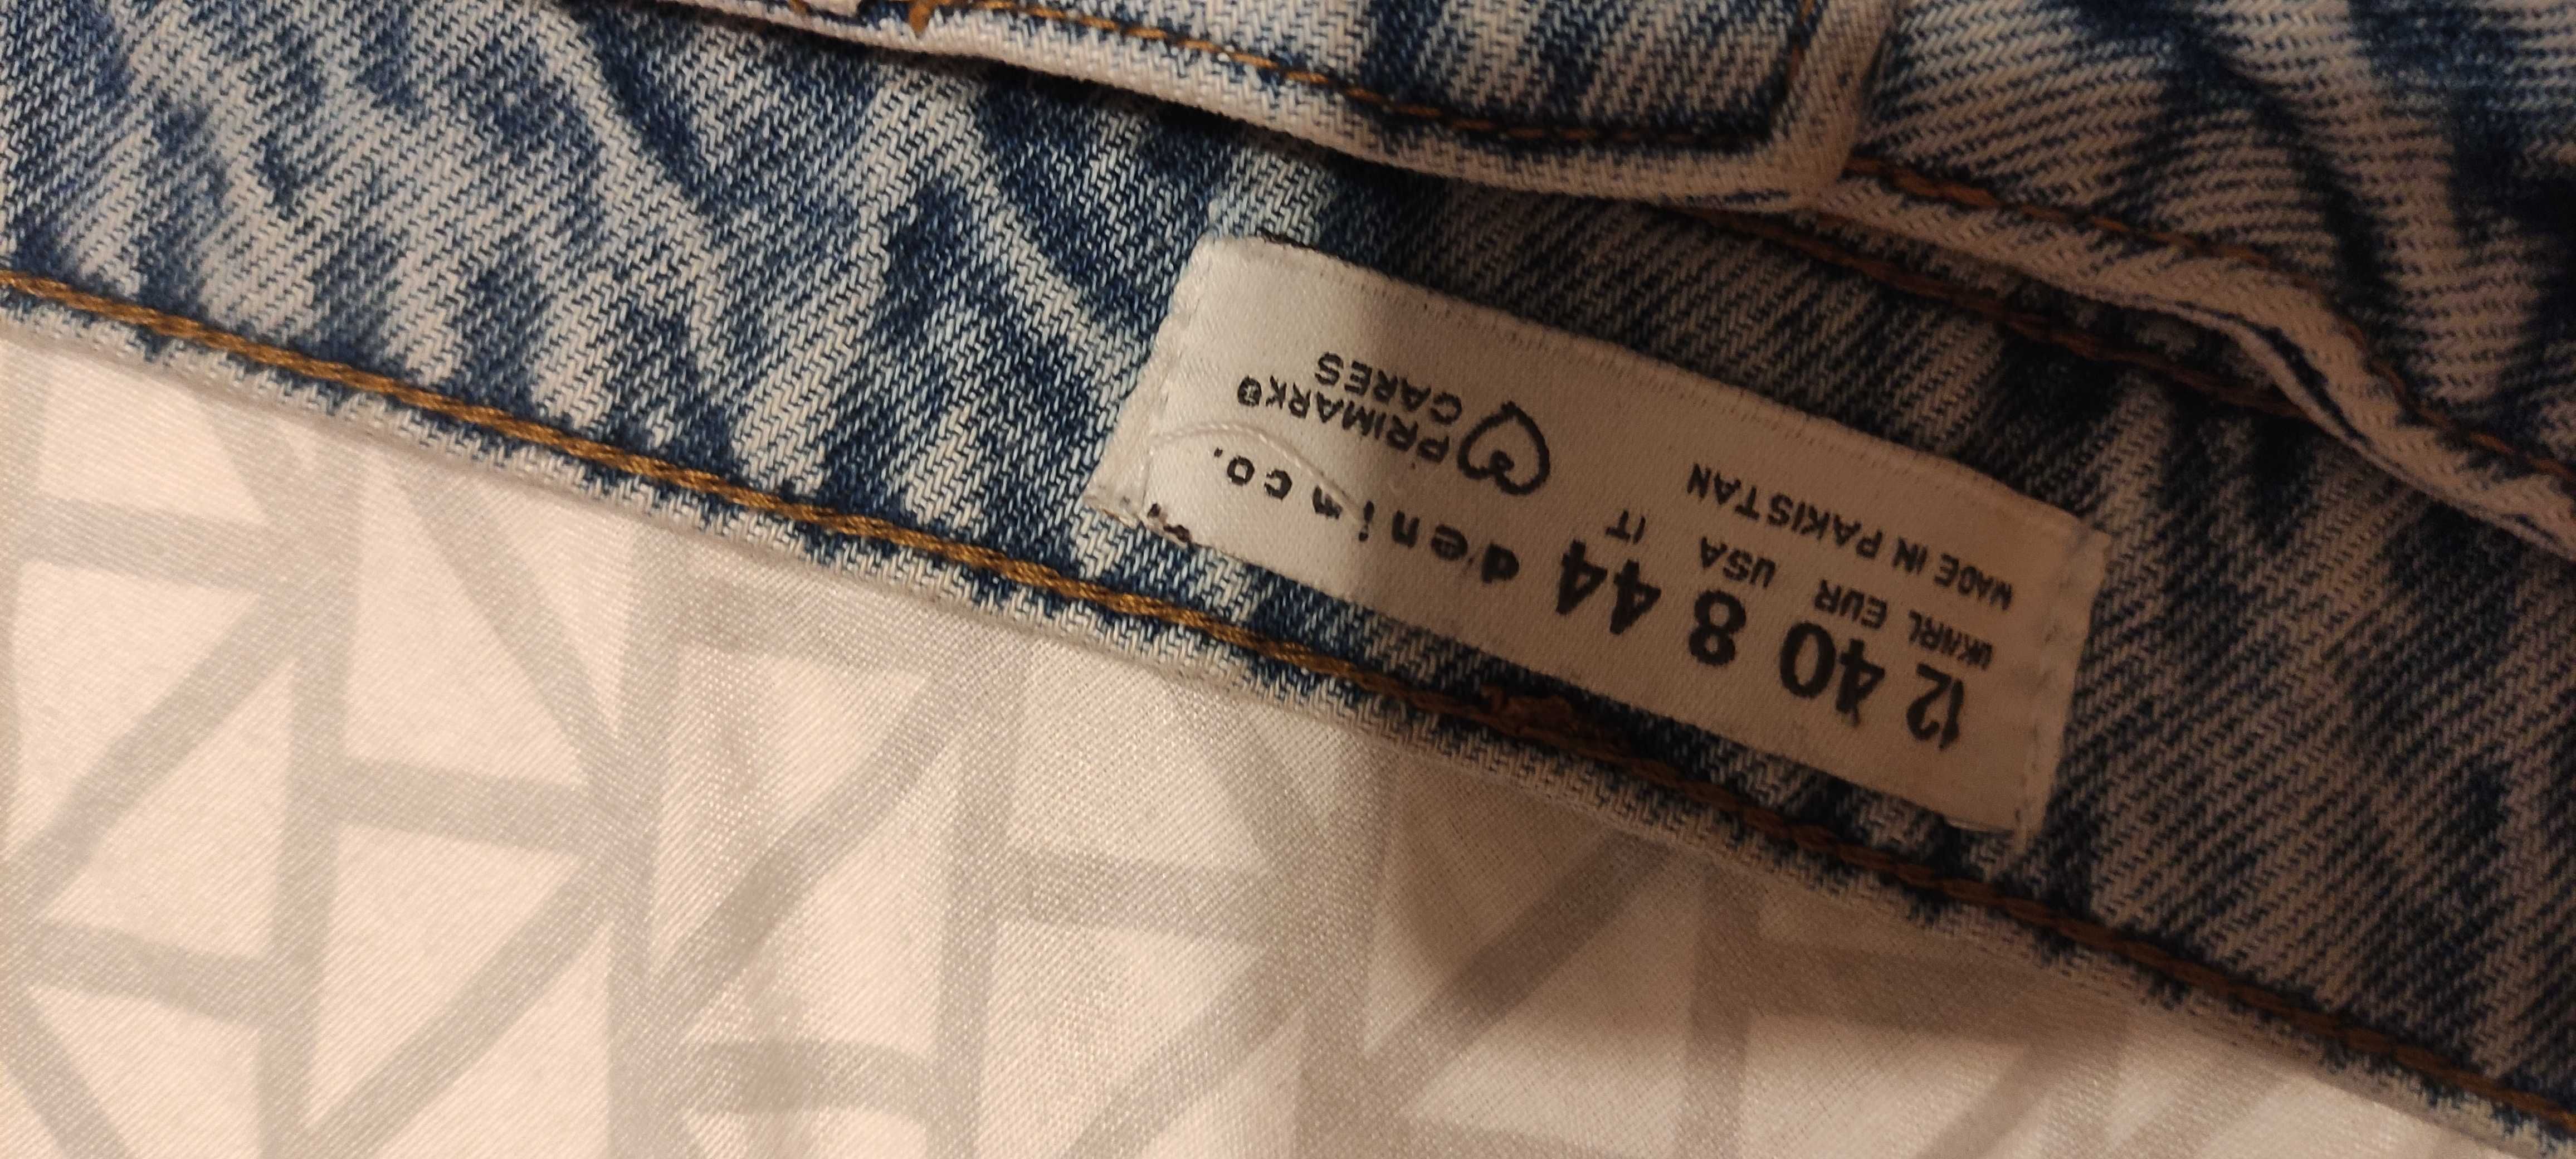 12 40 8 44 denim co.
UK/IRL EUR USA IT
PRIMARK®
CARES
MADE IN PAKISTAN